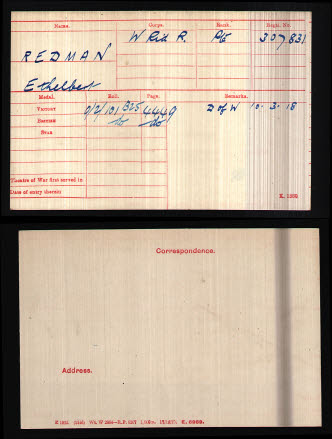 Name. Corps. Rank. Regtl. No.
W Rid. R. Pte 307831
REDMAN
Ethelbert
Medal. Roll. Page. Remarks.
Victory O/2/101 B25 4449 D of W 10.3.18
British do do
Star
Theatre of War first served in
Date of entry therein
K. 1380
Correspondence.
Address.